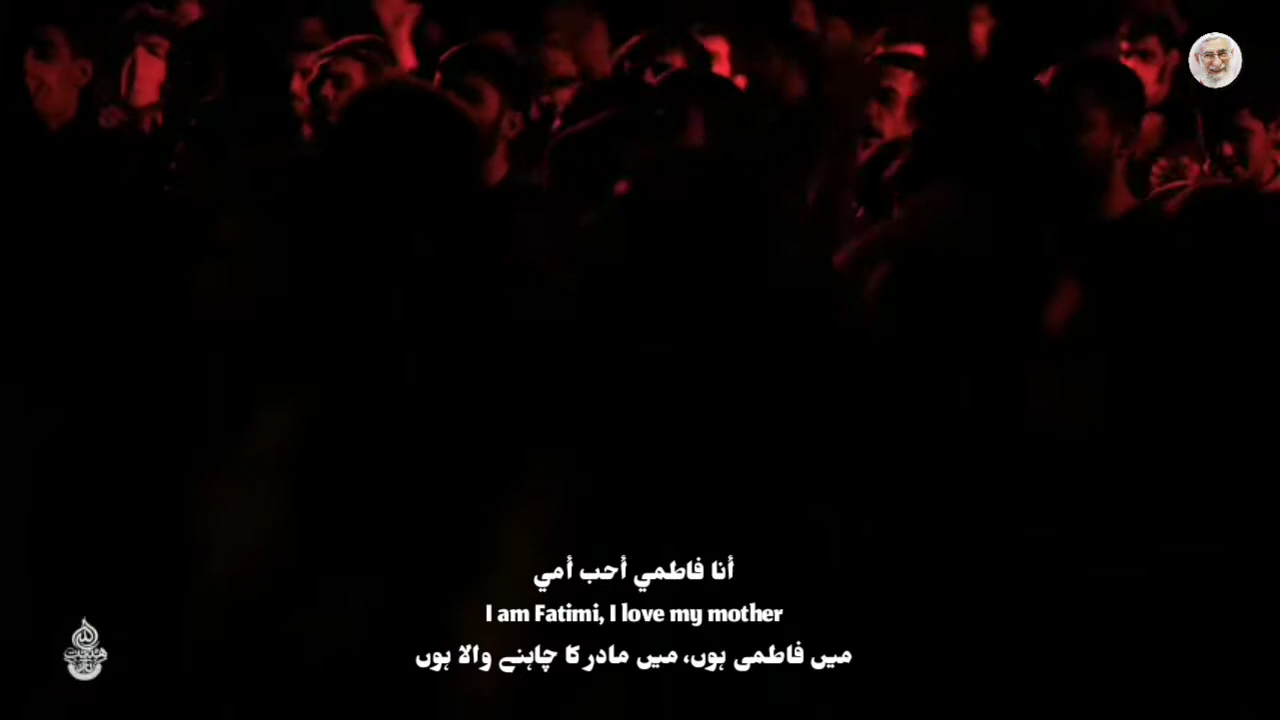 أنا فاطمي أحب أمي
I am Fatimi, I love my mother
میں فاطمی ہوں، میں مادر کا چاہنے والا ہوں